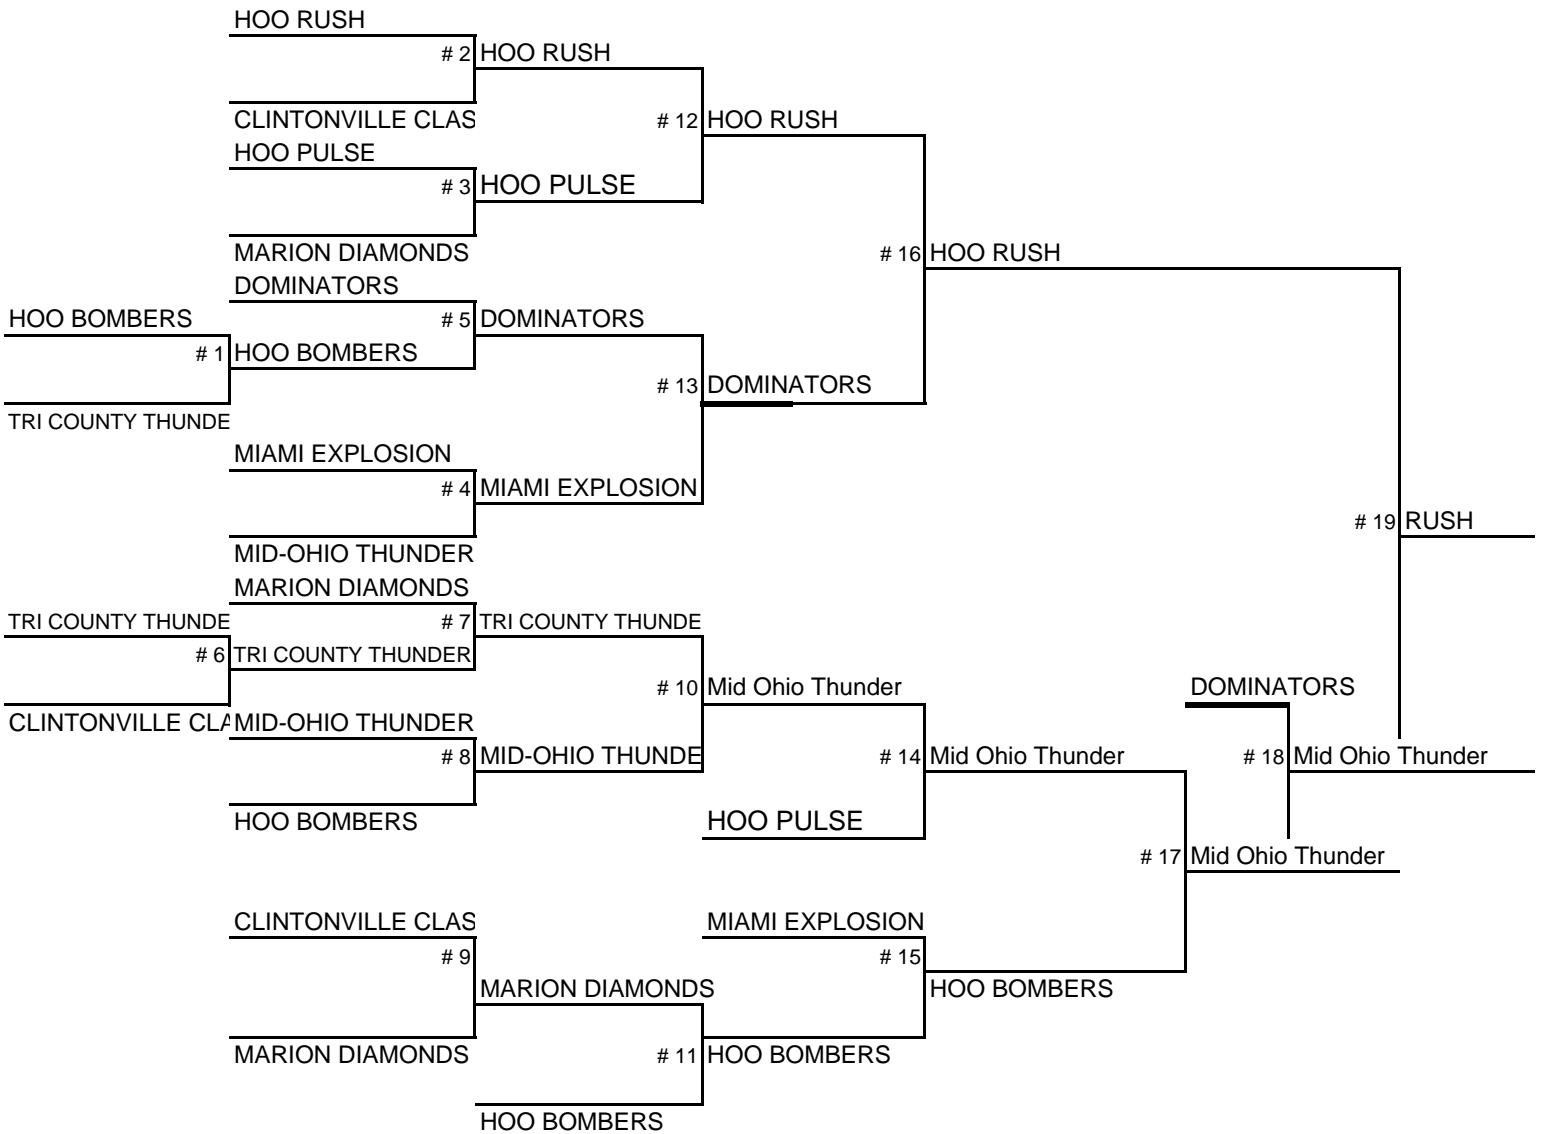 HOO RUSH
# 2 HOO RUSH
CLINTONVILLE CLAS
# 12 HOO RUSH
HOO PULSE
# 3 HOO PULSE
MARION DIAMONDS
# 16 HOO RUSH
DOMINATORS
HOO BOMBERS
# 5 DOMINATORS
# 1 HOO BOMBERS
# 13 DOMINATORS
TRI COUNTY THUNDE
MIAMI EXPLOSION
# 4 MIAMI EXPLOSION
# 19 RUSH
MID-OHIO THUNDER
MARION DIAMONDS
TRI COUNTY THUNDE
# 7 TRI COUNTY THUNDE
# 6 TRI COUNTY THUNDER
# 10 Mid Ohio Thunder
DOMINATORS
CLINTONVILLE CLA
MID-OHIO THUNDER
# 8 MID-OHIO THUNDE
# 14 Mid Ohio Thunder
# 18 Mid Ohio Thunder
HOO BOMBERS
HOO PULSE
# 17 Mid Ohio Thunder
CLINTONVILLE CLAS
MIAMI EXPLOSION
# 9
# 15
MARION DIAMONDS
HOO BOMBERS
MARION DIAMONDS
# 11 HOO BOMBERS
HOO BOMBERS